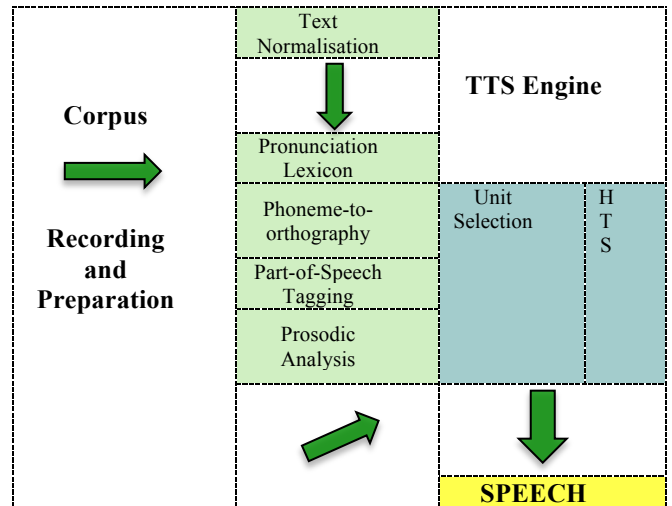 Corpus
Recording
and
Preparation
Text
Normalisation
Pronunciation
Lexicon
Phoneme-to-
orthography
Part-of-Speech
Tagging
Prosodic
Analysis
TTS Engine
Unit
Selection
H
T
S
SPEECH